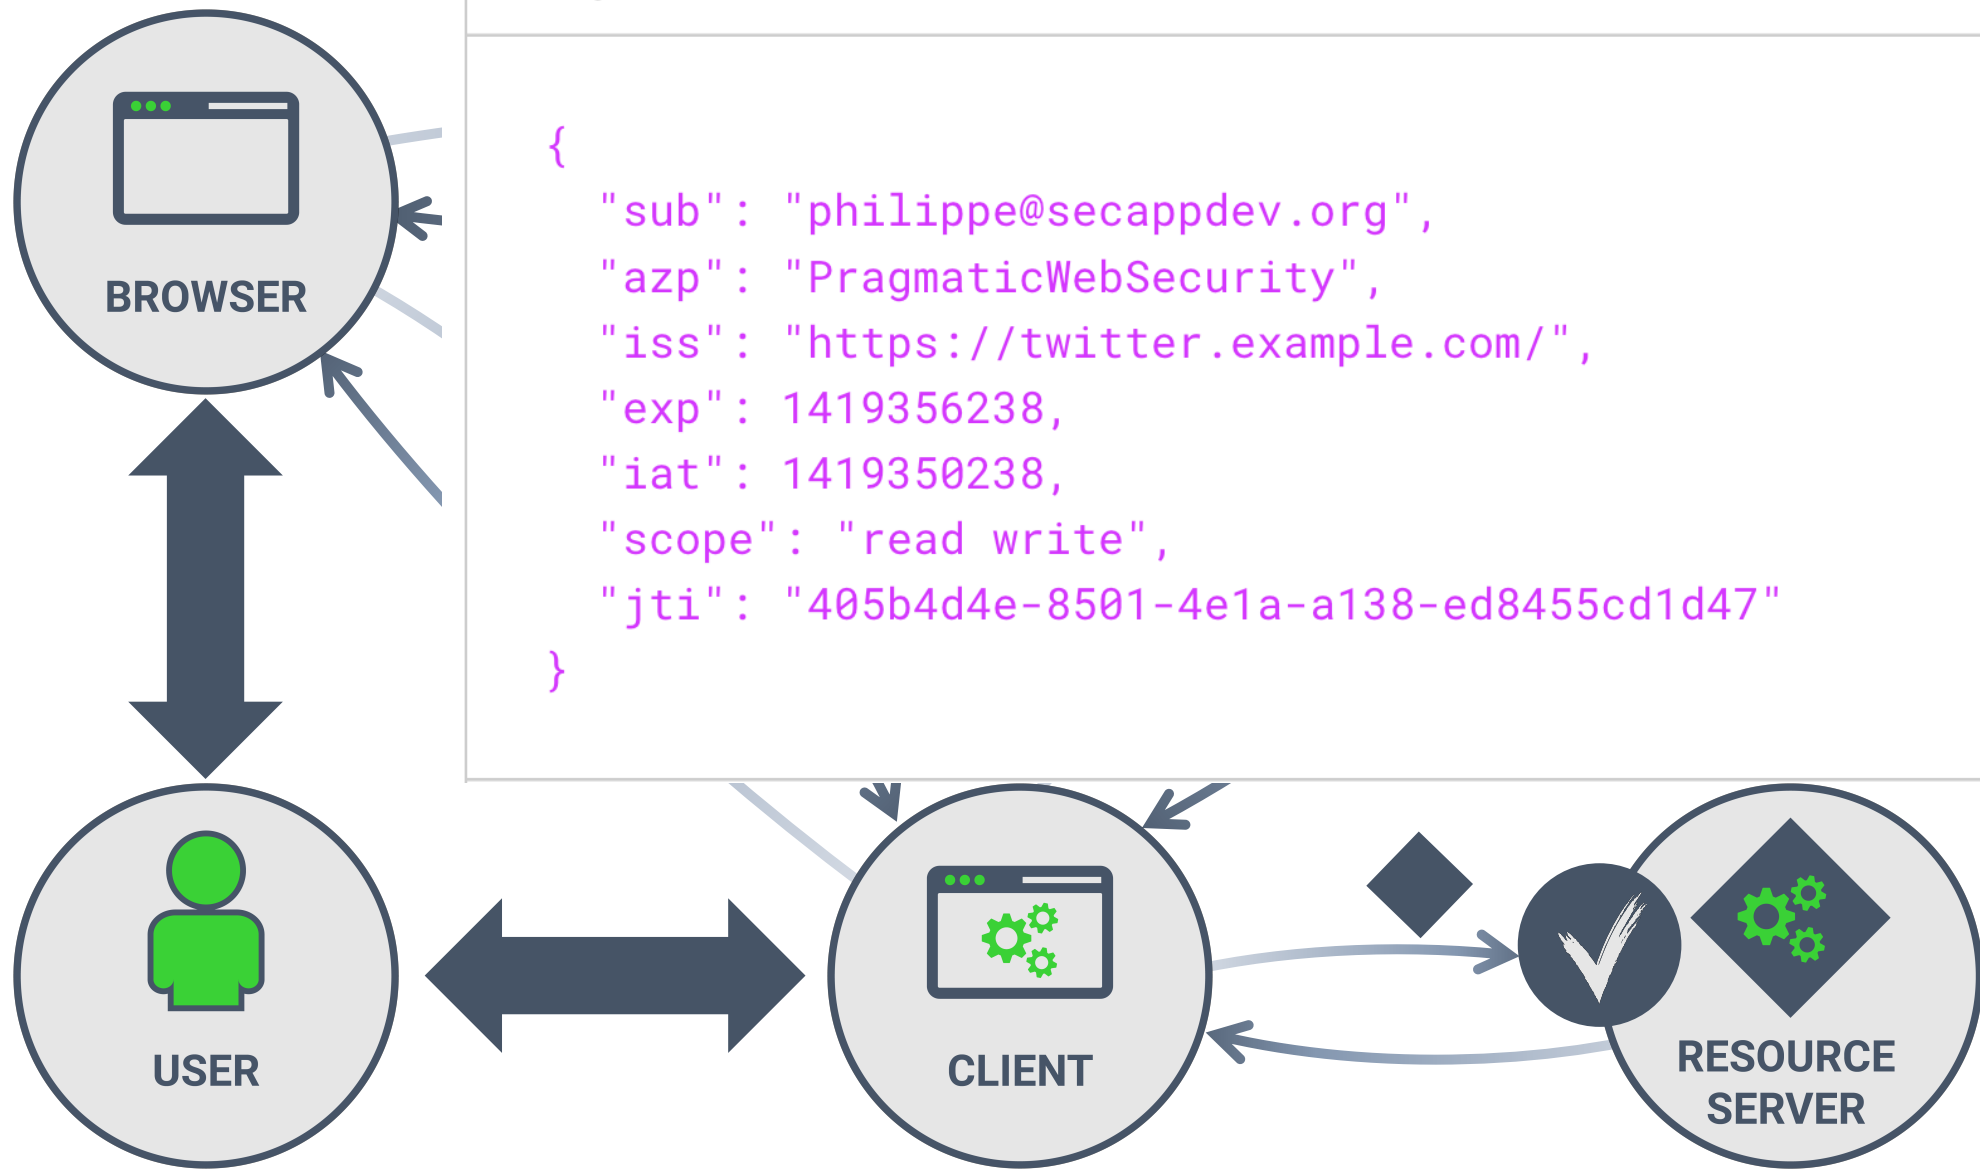 BROWSER
{
"sub": "philippe@secappdev.org",
"azp": "PragmaticWebSecurity",
"iss": "https://twitter.example.com/",
"exp": 1419356238,
"iat": 1419350238,
"scope": "read write",
"jti": "405b4d4e-8501-4e1a-a138-ed8455cd1d47"
}
USER
CLIENT
RESOURCE
SERVER